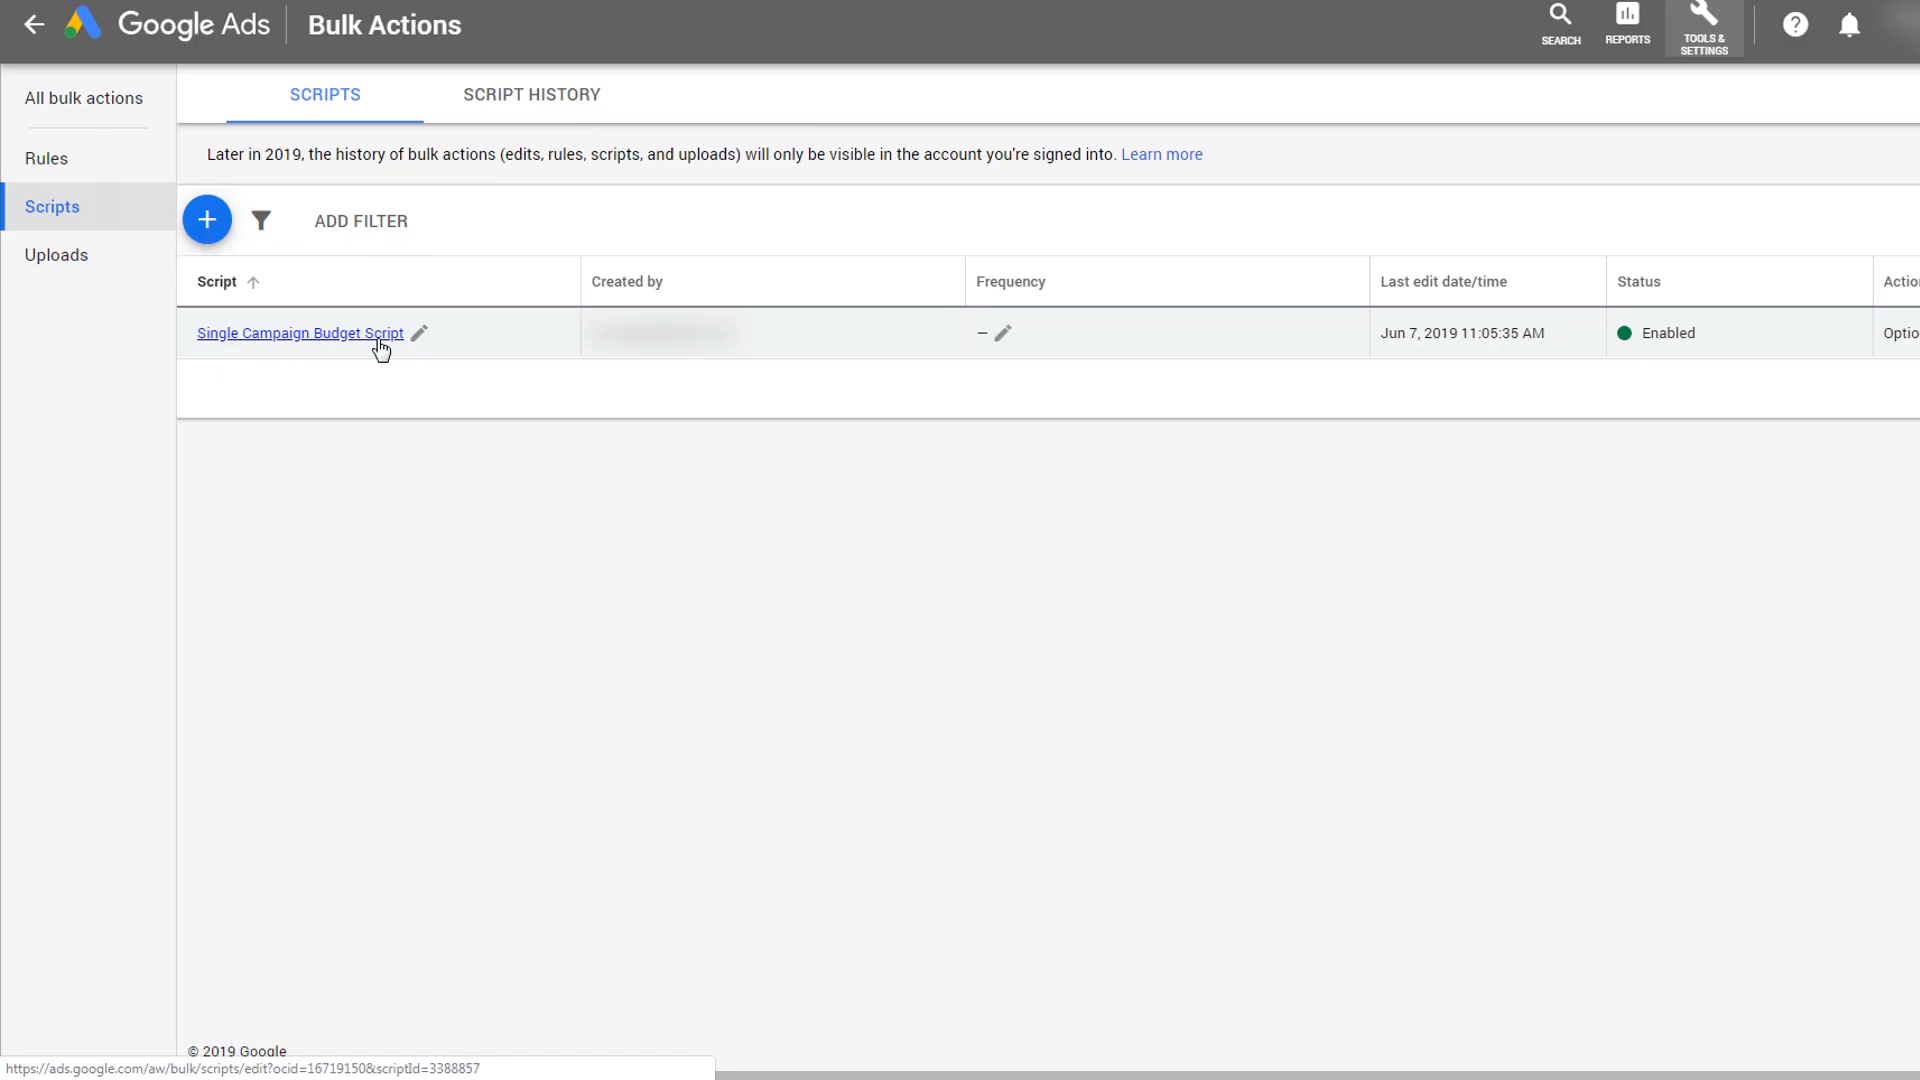 Google Ads
Bulk Actions
SEARCH
REPORTS
TOOLS &
SETTINGS
All bulk actions
Rules
Scripts
Uploads
SCRIPTS
SCRIPT HISTORY
Later in 2019, the history of bulk actions (edits, rules, scripts, and uploads) will only be visible in the account you're signed into. Learn more
ADD FILTER
Script
Created by
Frequency
Last edit date/time
Status
Actio
Single Campaign Budget Script
–
Jun 7, 2019 11:05:35 AM
Enabled
Optio
© 2019 Google
https://ads.google.com/aw/bulk/scripts/edit?ocid=16719150&scriptId=3388857